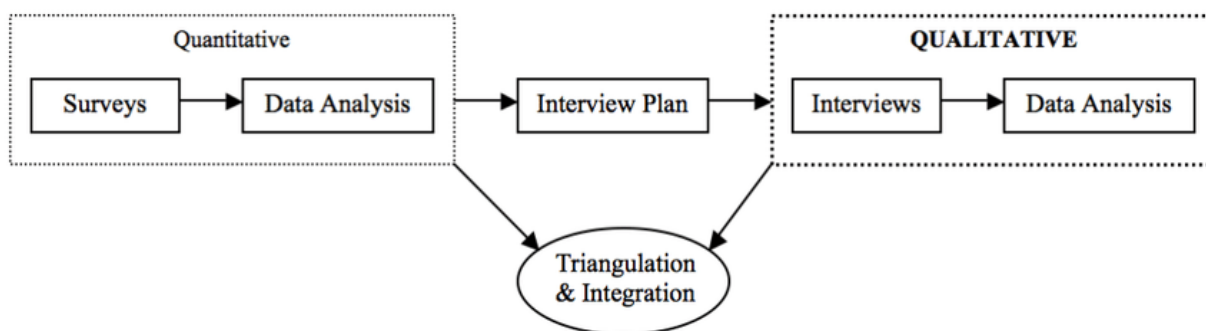 Quantitative
QUALITATIVE
Surveys
Data Analysis
Interview Plan
Interviews
Data Analysis
Triangulation
& Integration